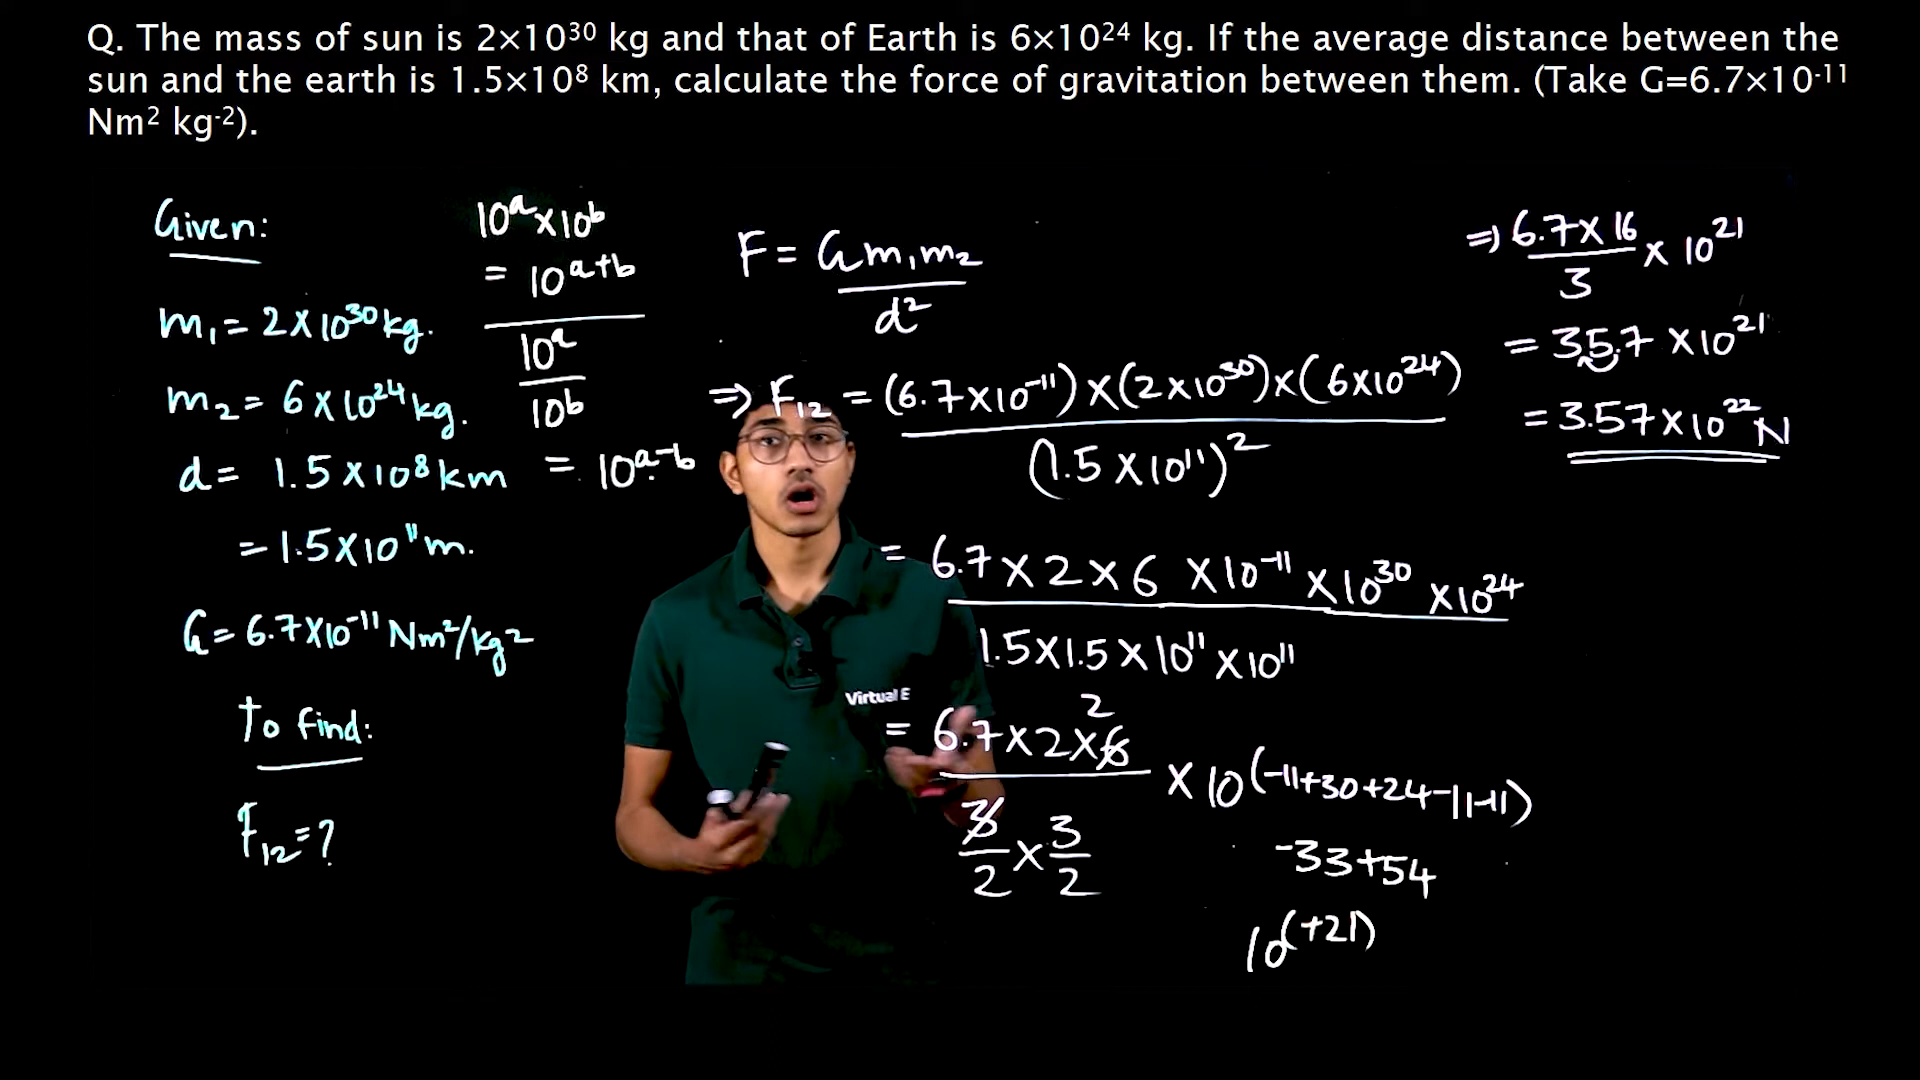 Q. The mass of sun is 2×10³⁰ kg and that of Earth is 6×10²⁴ kg. If the average distance between the
sun and the earth is 1.5×10⁸ km, calculate the force of gravitation between them. (Take G=6.7×10⁻¹¹
Nm² kg⁻²).
Given:
m₁ = 2×10³⁰ kg.
m₂ = 6×10²⁴ kg.
d = 1.5×10⁸ km
= 1.5×10¹¹ m.
G = 6.7×10⁻¹¹ Nm²/kg²
To find:
F₁₂ = ?
10ᵃ×10ᵇ
= 10ᵃ⁺ᵇ
10ᵃ
10ᵇ
= 10ᵃ⁻ᵇ
F = Gm₁m₂
d²
⇒ F₁₂ = (6.7×10⁻¹¹)×(2×10³⁰)×(6×10²⁴)
(1.5×10¹¹)²
= 6.7×2×6 ×10⁻¹¹ ×10³⁰ ×10²⁴
1.5×1.5×10¹¹×10¹¹
2
= 6.7×2×6 × 10^(-11+30+24-11-11)
3/2 × 3/2
-33+54
10^(+21)
⇒ 6.7×16/3 × 10²¹
= 35.7 ×10²¹
= 3.57×10²² N
Virtual E